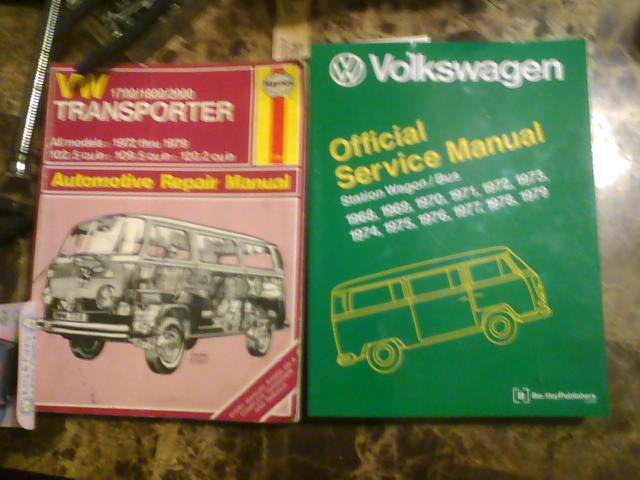 VW 1700/1800/2000
TRANSPORTER
All models 1972 thru 1979
102.5 cu in 109.5 cu in 120.2 cu in
Haynes
Automotive Repair Manual
Volkswagen
Official
Service Manual
Station Wagon/Bus
1968, 1969, 1970, 1971, 1972, 1973,
1974, 1975, 1976, 1977, 1978, 1979
B Bentley Publishers